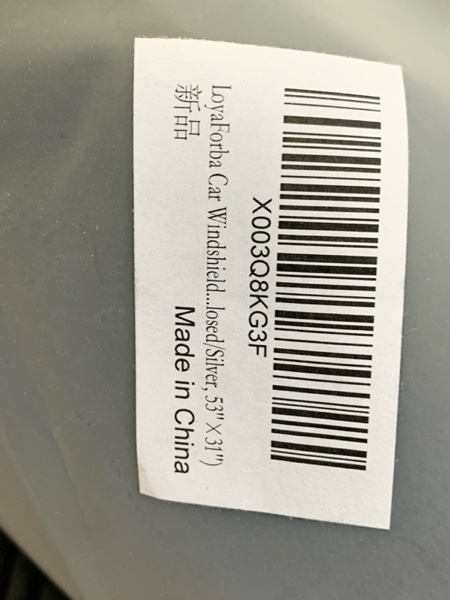 X003Q8KG3F
LoyaForba Car Windshield...losed/Silver, 53"×31")
新品
Made in China